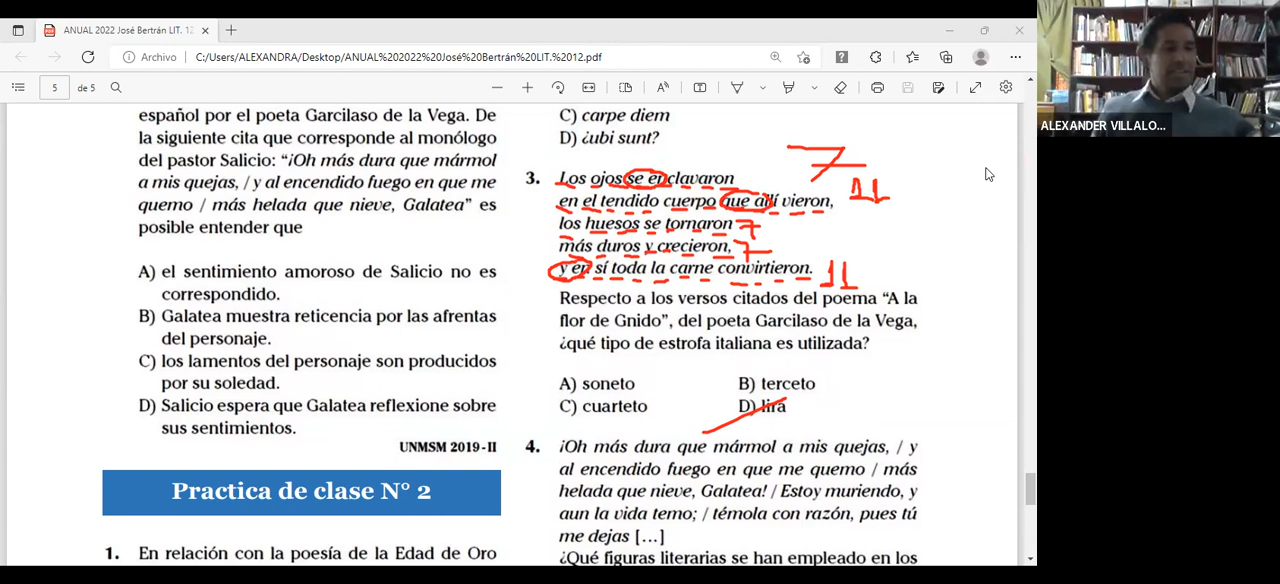 ANUAL 2022 José Bertrán LIT. 12
Archivo
C:/Users/ALEXANDRA/Desktop/ANUAL%202022%20José%20Bertrán%20LIT.%2012.pdf
5
de 5
ALEXANDER VILLALO...
español por el poeta Garcilaso de la Vega. De
la siguiente cita que corresponde al monólogo
del pastor Salicio: “¡Oh más dura que mármol
a mis quejas, / y al encendido fuego en que me
quemo / más helada que nieve, Galatea” es
posible entender que
A) el sentimiento amoroso de Salicio no es
correspondido.
B) Galatea muestra reticencia por las afrentas
del personaje.
C) los lamentos del personaje son producidos
por su soledad.
D) Salicio espera que Galatea reflexione sobre
sus sentimientos.
UNMSM 2019-II
Practica de clase N° 2
1. En relación con la poesía de la Edad de Oro
C) carpe diem
D) ¿ubi sunt?
7
3. Los ojos se enclavaron
en el tendido cuerpo que allí vieron, 11
los huesos se tornaron 7
más duros y crecieron, 7
y en sí toda la carne convirtieron. 11
Respecto a los versos citados del poema “A la
flor de Gnido”, del poeta Garcilaso de la Vega,
¿qué tipo de estrofa italiana es utilizada?
A) soneto B) terceto
C) cuarteto D) lira
4. ¡Oh más dura que mármol a mis quejas, / y
al encendido fuego en que me quemo / más
helada que nieve, Galatea! / Estoy muriendo, y
aun la vida temo; / témola con razón, pues tú
me dejas [...]
¿Qué figuras literarias se han empleado en los